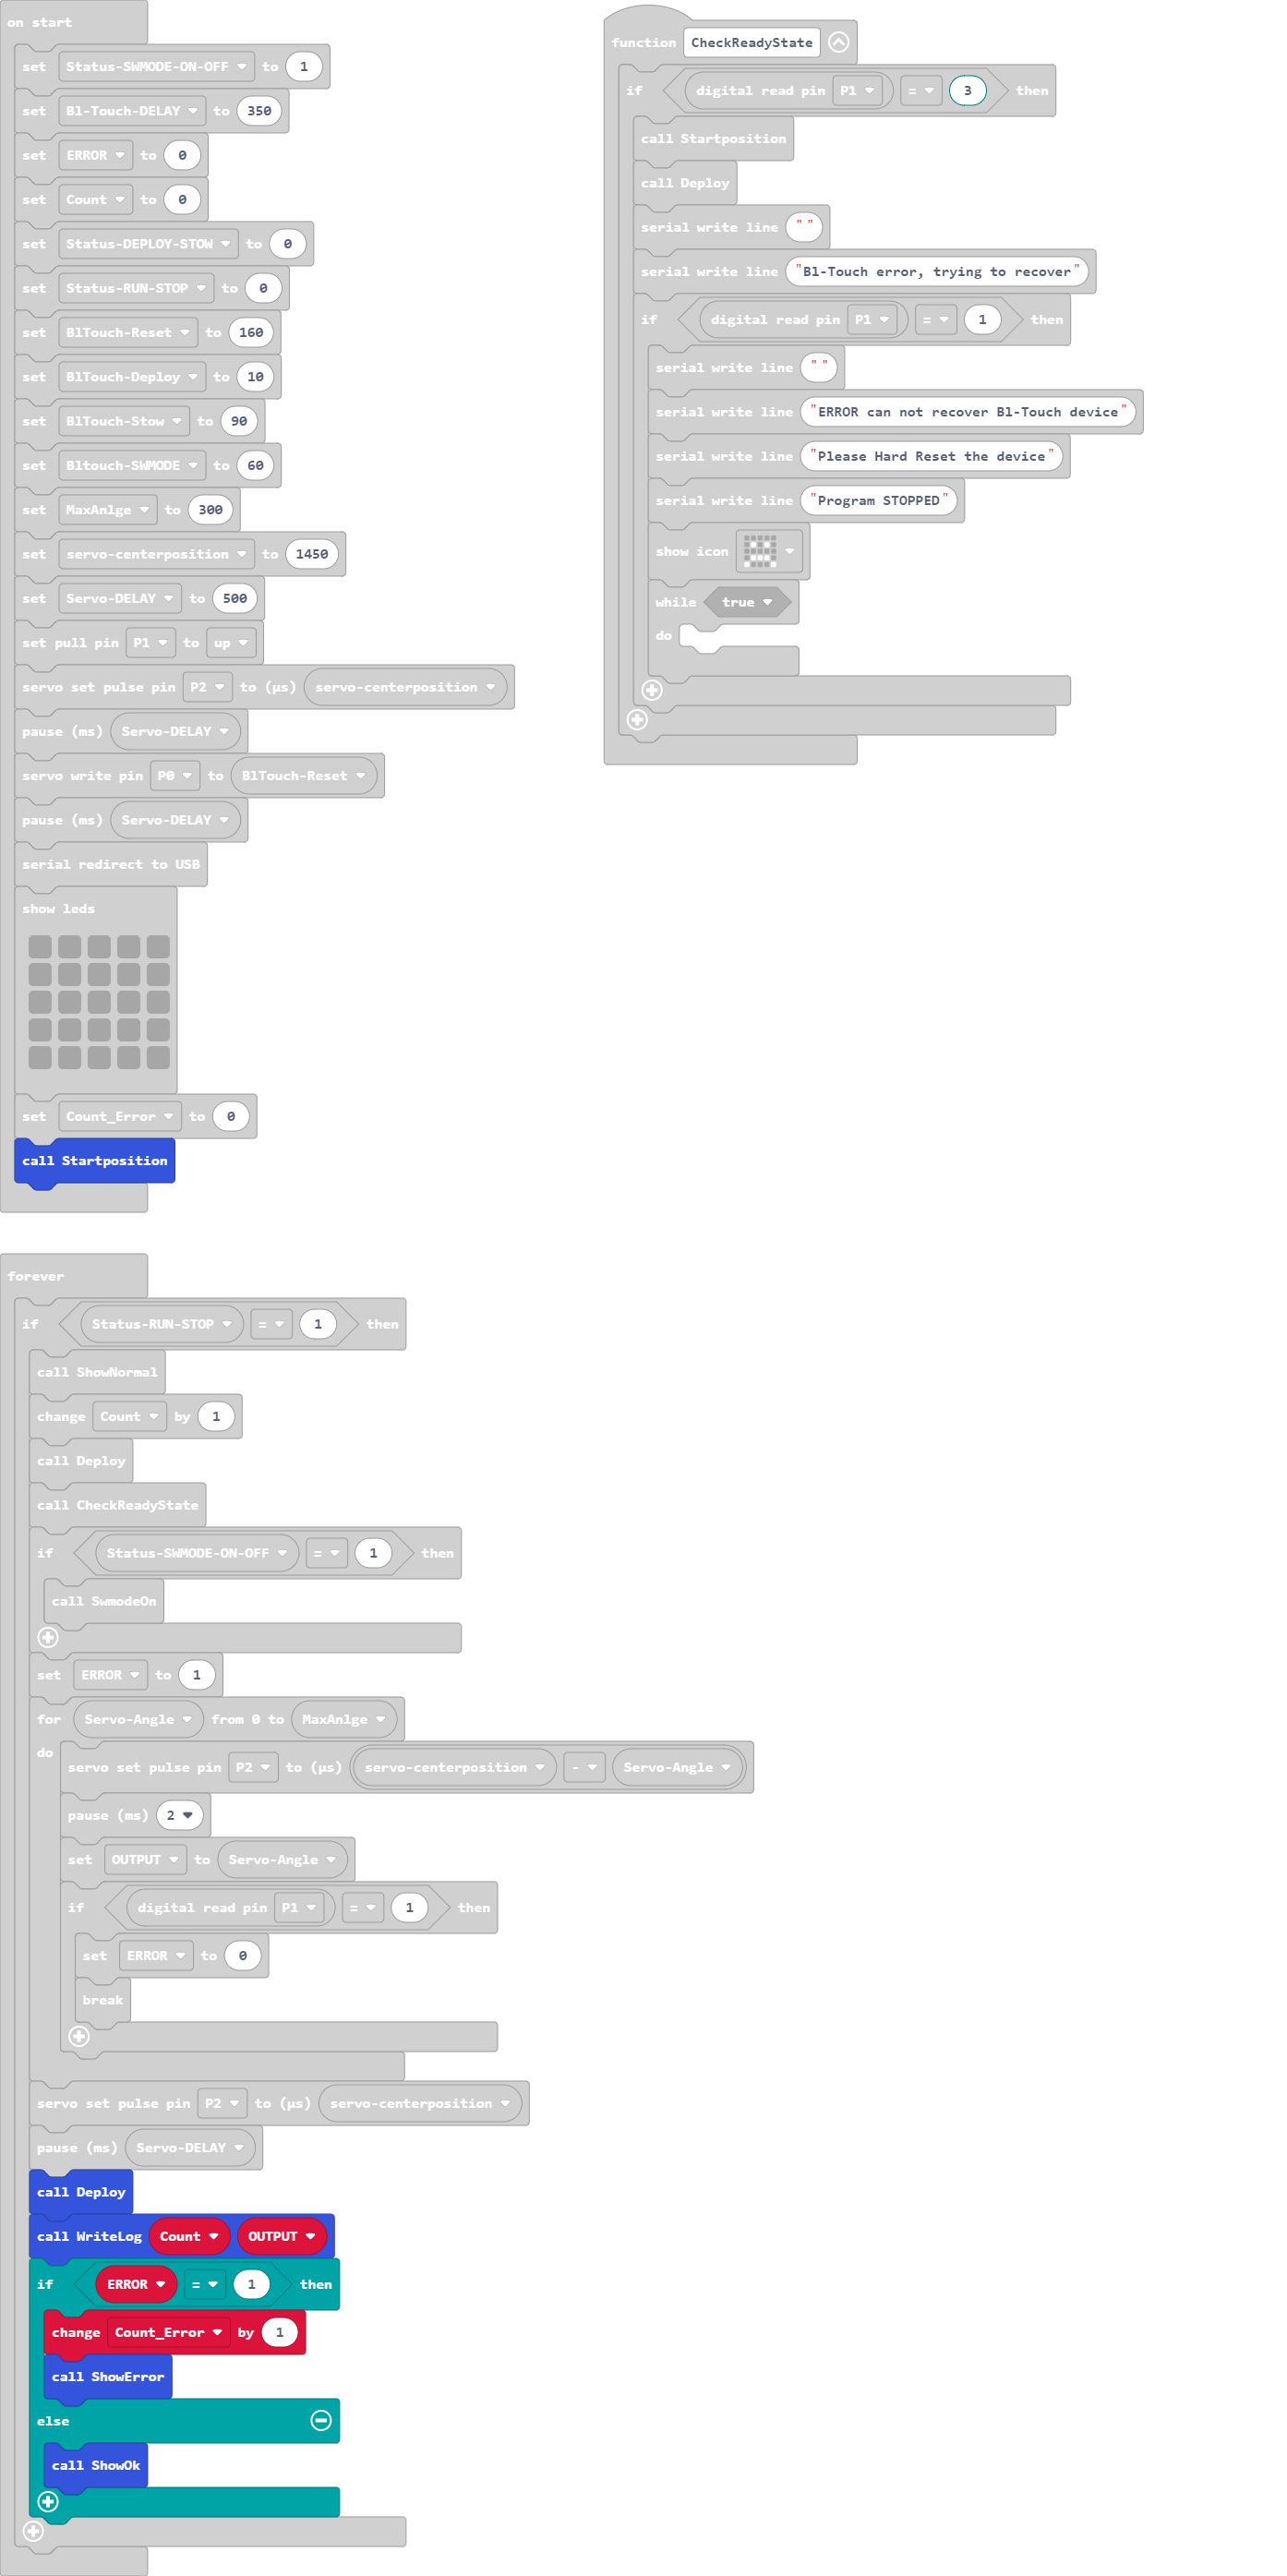 on start
set Status-SWMODE-ON-OFF to 1
set Bl-Touch-DELAY to 350
set ERROR to 0
set Count to 0
set Status-DEPLOY-STOW to 0
set Status-RUN-STOP to 0
set BlTouch-Reset to 160
set BlTouch-Deploy to 10
set BlTouch-Stow to 90
set Bltouch-SWMODE to 60
set MaxAnlge to 300
set servo-centerposition to 1450
set Servo-DELAY to 500
set pull pin P1 to up
servo set pulse pin P2 to (µs) servo-centerposition
pause (ms) Servo-DELAY
servo write pin P0 to BlTouch-Reset
pause (ms) Servo-DELAY
serial redirect to USB
show leds
set Count_Error to 0
call Startposition
function CheckReadyState
if digital read pin P1 = 3 then
call Startposition
call Deploy
serial write line " "
serial write line "Bl-Touch error, trying to recover"
if digital read pin P1 = 1 then
serial write line " "
serial write line "ERROR can not recover Bl-Touch device"
serial write line "Please Hard Reset the device"
serial write line "Program STOPPED"
show icon
while true
do
forever
if Status-RUN-STOP = 1 then
call ShowNormal
change Count by 1
call Deploy
call CheckReadyState
if Status-SWMODE-ON-OFF = 1 then
call SwmodeOn
set ERROR to 1
for Servo-Angle from 0 to MaxAnlge
do
servo set pulse pin P2 to (µs) servo-centerposition - Servo-Angle
pause (ms) 2
set OUTPUT to Servo-Angle
if digital read pin P1 = 1 then
set ERROR to 0
break
servo set pulse pin P2 to (µs) servo-centerposition
pause (ms) Servo-DELAY
call Deploy
call WriteLog Count OUTPUT
if ERROR = 1 then
change Count_Error by 1
call ShowError
else
call ShowOk